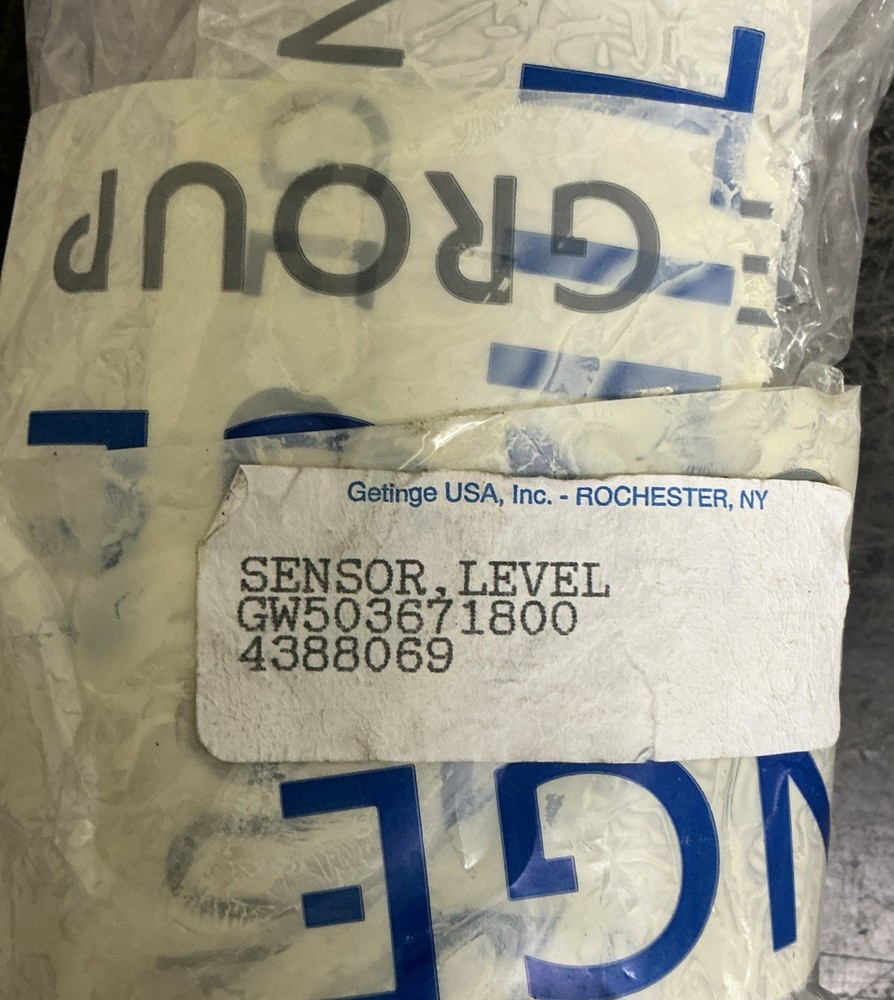 GROUP
Getinge USA, Inc. - ROCHESTER, NY
SENSOR,LEVEL
GW503671800
4388069